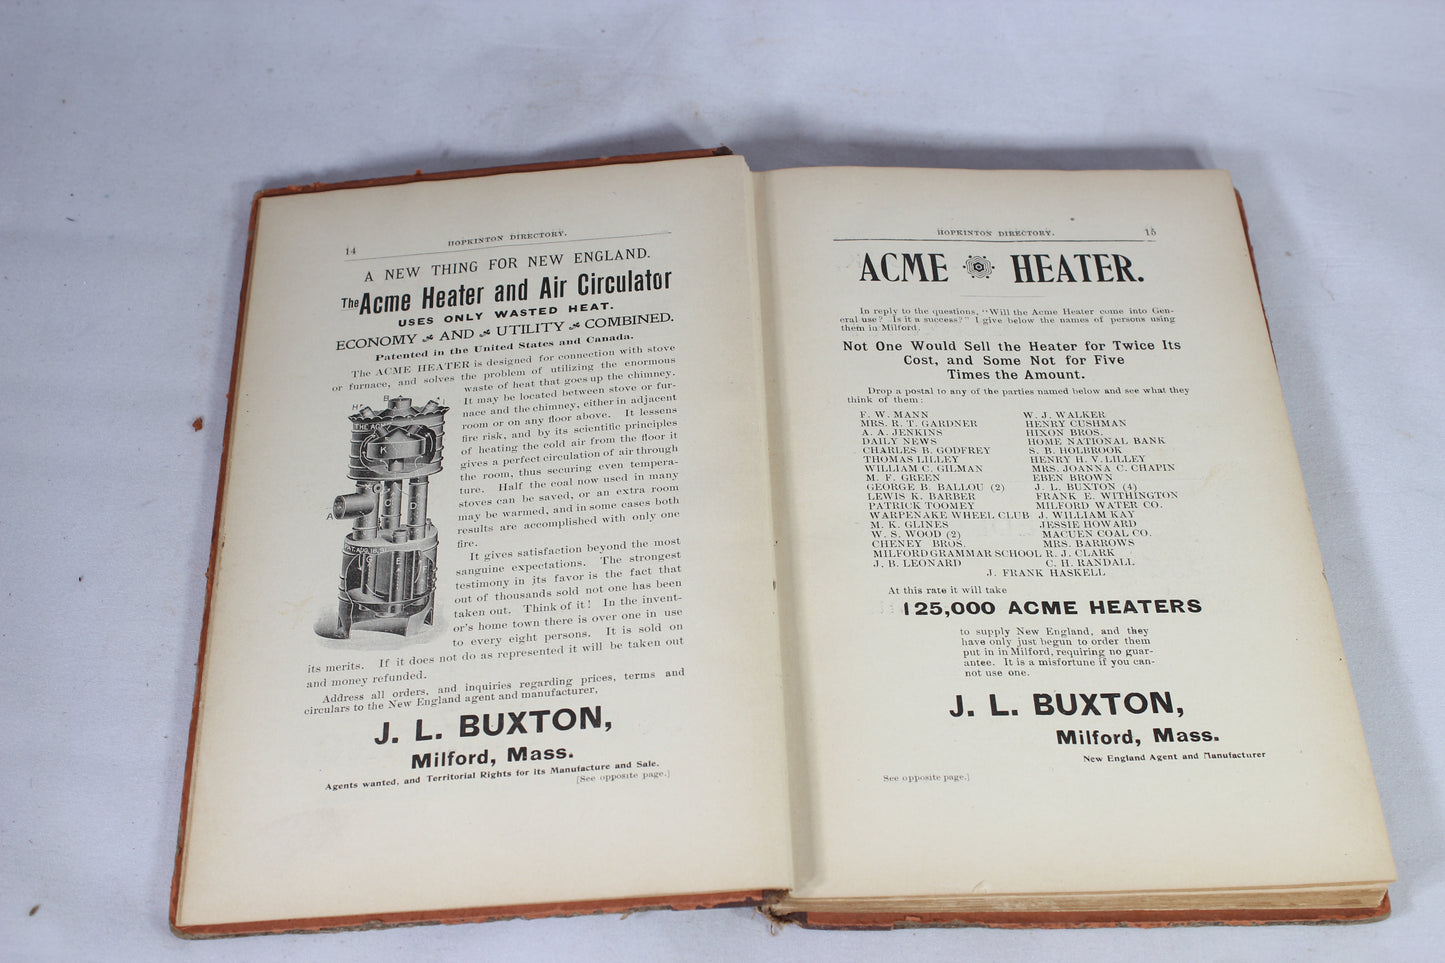 14
HOPKINTON DIRECTORY.
A NEW THING FOR NEW ENGLAND.
The Acme Heater and Air Circulator
USES ONLY WASTED HEAT.
ECONOMY AND UTILITY COMBINED.
Patented in the United States and Canada.
The ACME HEATER is designed for connection with stove
or furnace, and solves the problem of utilizing the enormous
waste of heat that goes up the chimney.
It may be located between stove or fur-
nace and the chimney, either in adjacent
room or on any floor above. It lessens
fire risk, and by its scientific principles
of heating the cold air from the floor it
gives a perfect circulation of air through
the room, thus securing even tempera-
ture. Half the coal now used in many
stoves can be saved, or an extra room
may be warmed, and in some cases both
results are accomplished with only one
fire.
It gives satisfaction beyond the most
sanguine expectations. The strongest
testimony in its favor is the fact that
out of thousands sold not one has been
taken out. Think of it! In the invent-
or's home town there is over one in use
to every eight persons. It is sold on
its merits. If it does not do as represented it will be taken out
and money refunded.
Address all orders, and inquiries regarding prices, terms and
circulars to the New England agent and manufacturer,
J. L. BUXTON,
Milford, Mass.
Agents wanted, and Territorial Rights for its Manufacture and Sale.
[See opposite page.]
B
H
I
THE AC
K
C
D
A
PAT. AUG. 18, 91
G
E
HOPKINTON DIRECTORY.
15
ACME HEATER.
In reply to the questions, "Will the Acme Heater come into Gen-
eral use? Is it a success?" I give below the names of persons using
them in Milford.
Not One Would Sell the Heater for Twice Its
Cost, and Some Not for Five
Times the Amount.
Drop a postal to any of the parties named below and see what they
think of them:
F. W. MANN W. J. WALKER
MRS. R. T. GARDNER HENRY CUSHMAN
A. A. JENKINS HIXON BROS.
DAILY NEWS HOME NATIONAL BANK
CHARLES B. GODFREY S. B. HOLBROOK
THOMAS LILLEY HENRY H. V. LILLEY
WILLIAM C. GILMAN MRS. JOANNA C. CHAPIN
M. F. GREEN EBEN BROWN
GEORGE B. BALLOU (2) J. L. BUXTON (4)
LEWIS K. BARBER FRANK E. WITHINGTON
PATRICK TOOMEY MILFORD WATER CO.
WARPENAKE WHEEL CLUB J. WILLIAM KAY
M. K. GLINES JESSIE HOWARD
W. S. WOOD (2) MACUEN COAL CO.
CHENEY BROS. MRS. BARROWS
MILFORD GRAMMAR SCHOOL R. J. CLARK
J. B. LEONARD C. H. RANDALL
J. FRANK HASKELL
At this rate it will take
125,000 ACME HEATERS
to supply New England, and they
have only just begun to order them
put in in Milford, requiring no guar-
antee. It is a misfortune if you can-
not use one.
J. L. BUXTON,
Milford, Mass.
New England Agent and Manufacturer
See opposite page.]